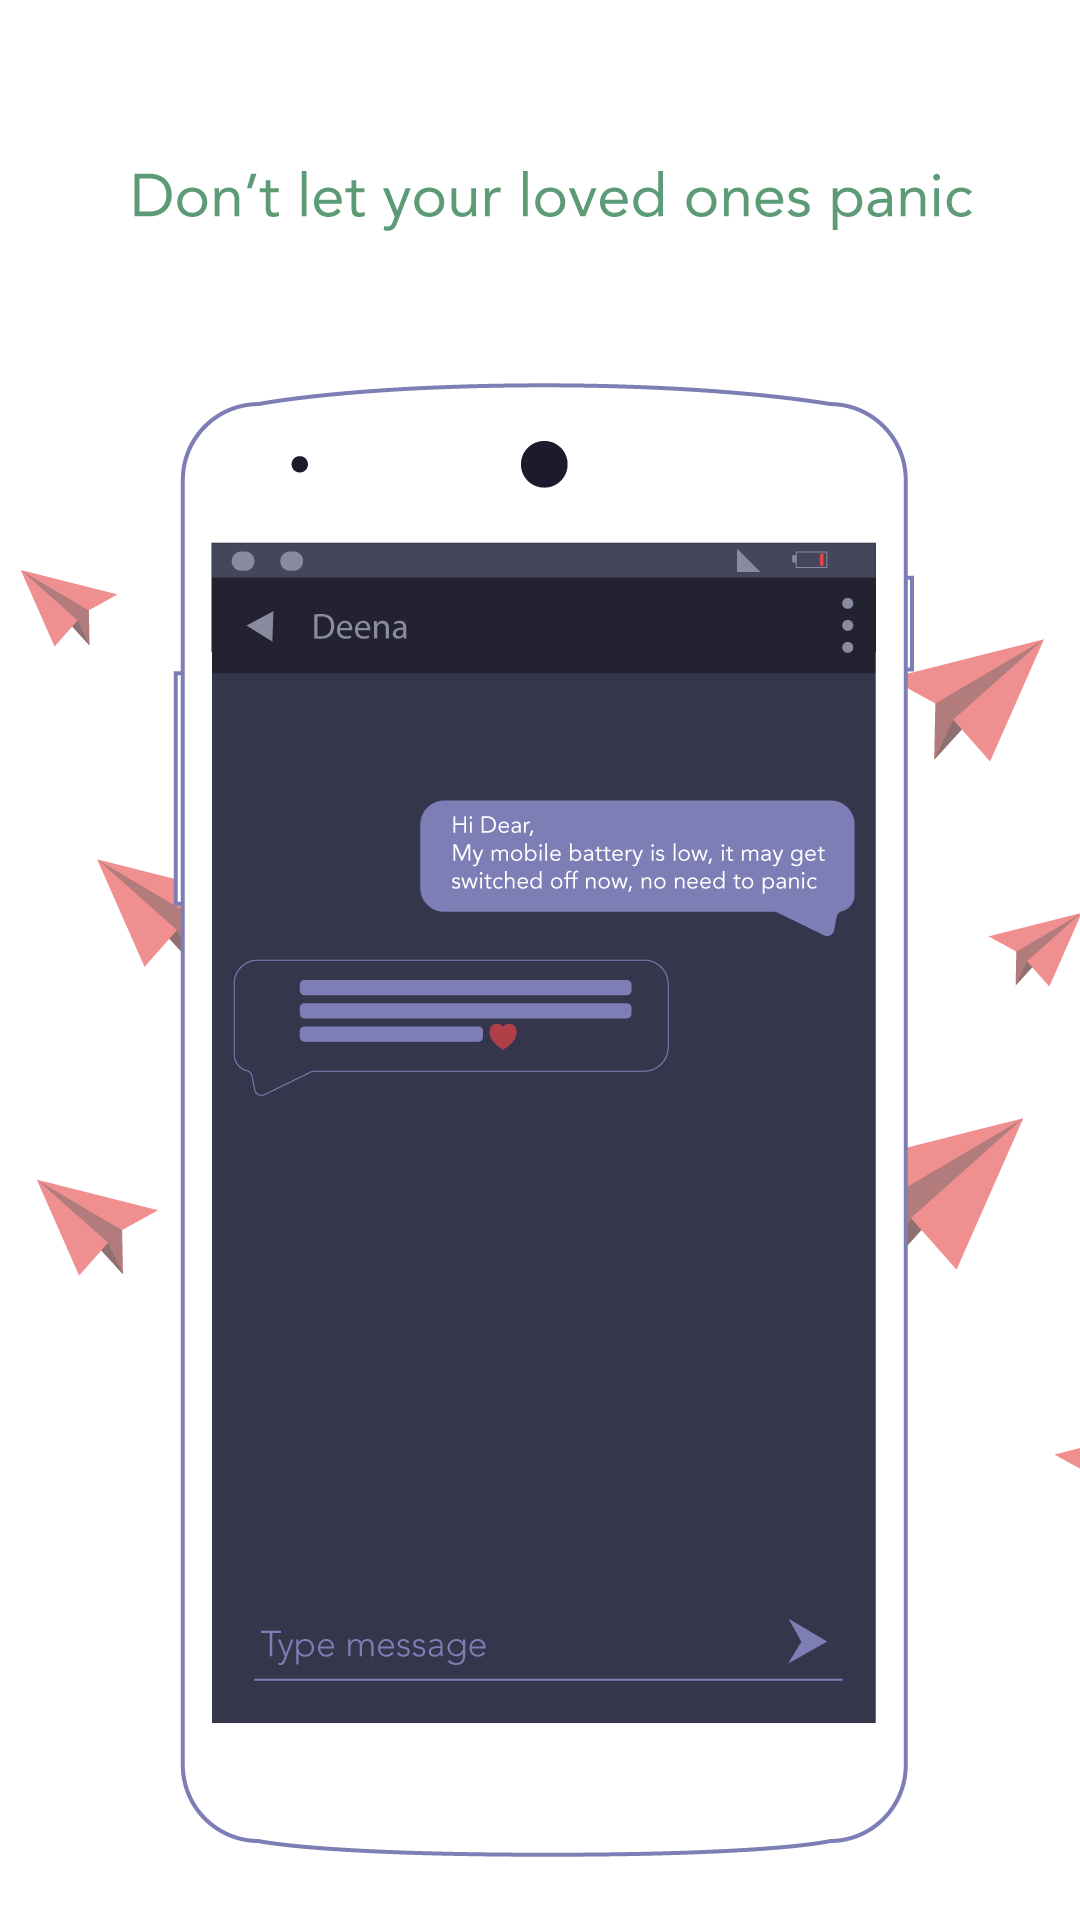 Don’t let your loved ones panic
Deena
Hi Dear,
My mobile battery is low, it may get
switched off now, no need to panic
Type message